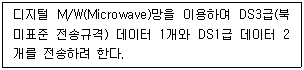 디지털 M/W(Microwave)망을 이용하여 DS3급(북
미표준 전송규격) 데이터 1개와 DS1급 데이터 2
개를 전송하려 한다.